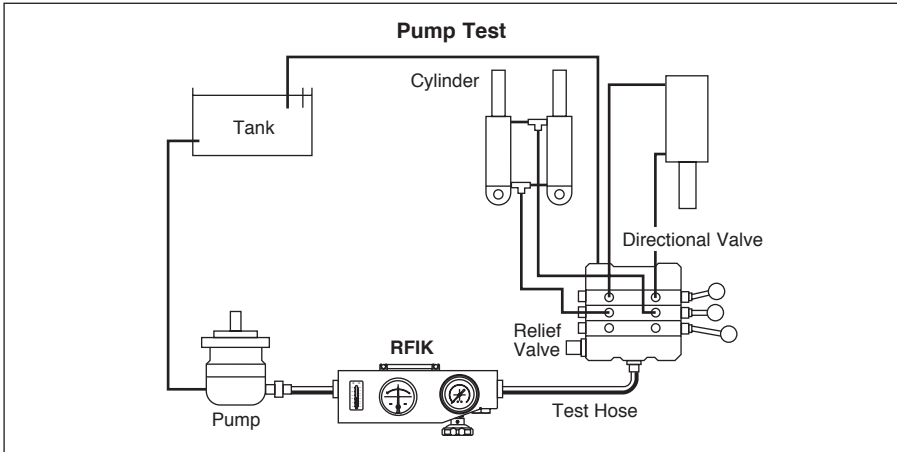 Pump Test
Cylinder
Tank
Directional Valve
Relief
Valve
RFIK
Test Hose
Pump